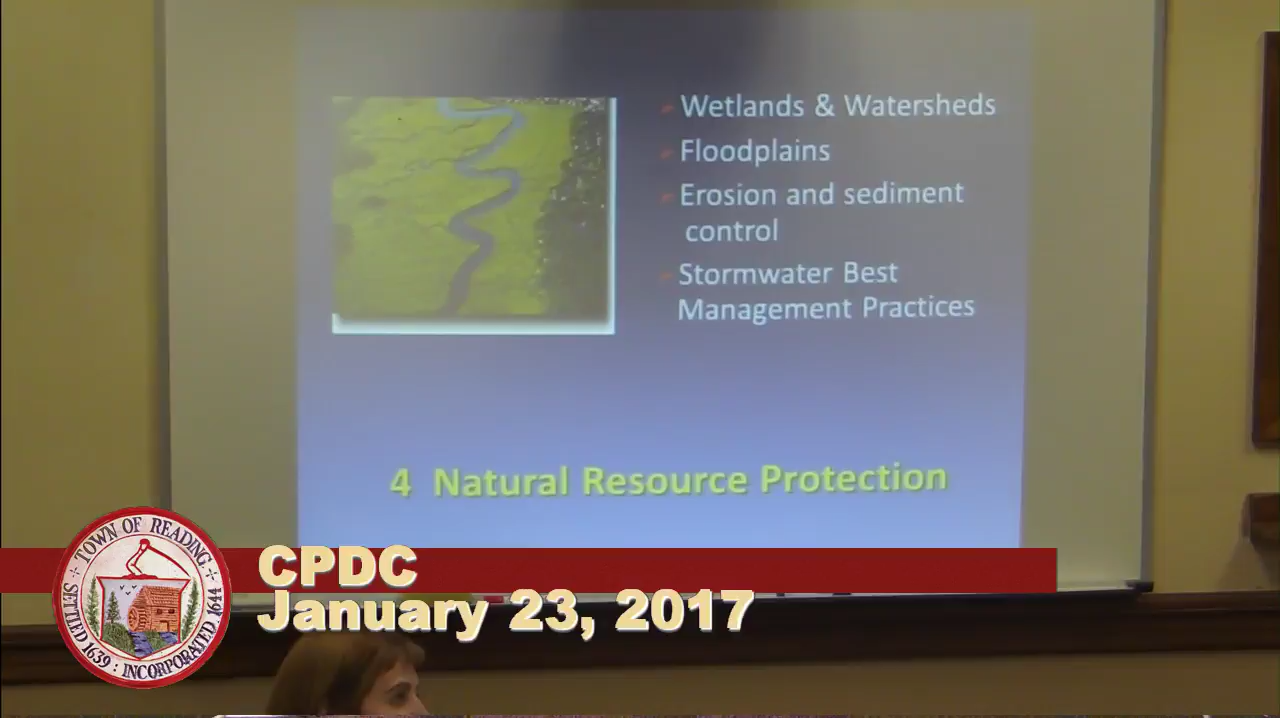 Wetlands & Watersheds
Floodplains
Erosion and sediment
control
Stormwater Best
Management Practices
4 Natural Resource Protection
CPDC
January 23, 2017
TOWN OF READING
SETTLED 1639 : INCORPORATED 1644